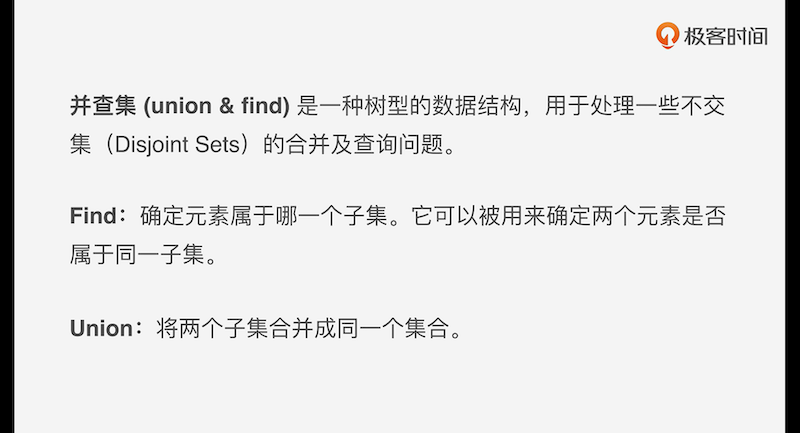 极客时间
并查集 (union & find) 是一种树型的数据结构，用于处理一些不交
集（Disjoint Sets）的合并及查询问题。
Find：确定元素属于哪一个子集。它可以被用来确定两个元素是否
属于同一子集。
Union：将两个子集合并成同一个集合。